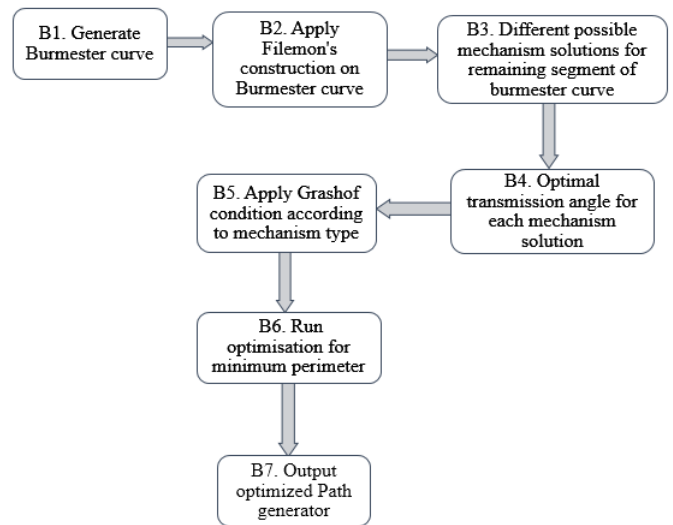 B1. Generate
Burmester curve
B2. Apply
Filemon's
construction on
Burmester curve
B3. Different possible
mechanism solutions for
remaining segment of
burmester curve
B4. Optimal
transmission angle for
each mechanism
solution
B5. Apply Grashof
condition according
to mechanism type
B6. Run
optimisation for
minimum perimeter
B7. Output
optimized Path
generator